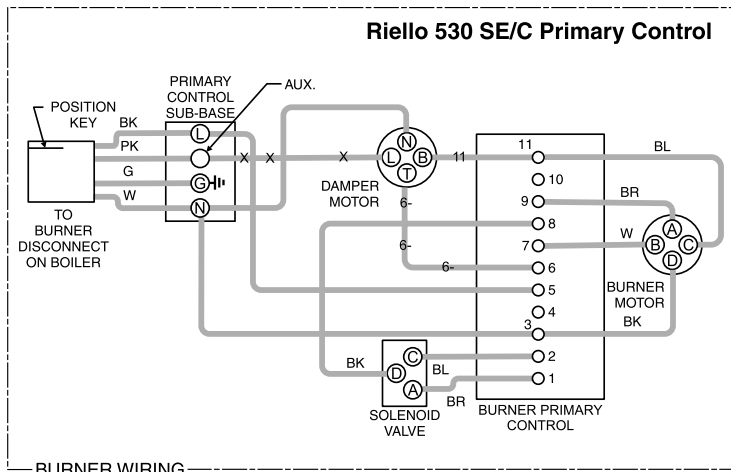 Riello 530 SE/C Primary Control
POSITION
KEY
PRIMARY
CONTROL
SUB-BASE
AUX.
BK
PK
G
W
L
G
N
X X X
TO
BURNER
DISCONNECT
ON BOILER
N
L B
T
DAMPER
MOTOR
11
6-
6-
6-
11
10
9
8
7
6
5
4
3
2
1
BL
BR
W
BK
A
B C
D
BURNER
MOTOR
BK
C
D
A
BL
BR
SOLENOID
VALVE
BURNER PRIMARY
CONTROL
BURNER WIRING